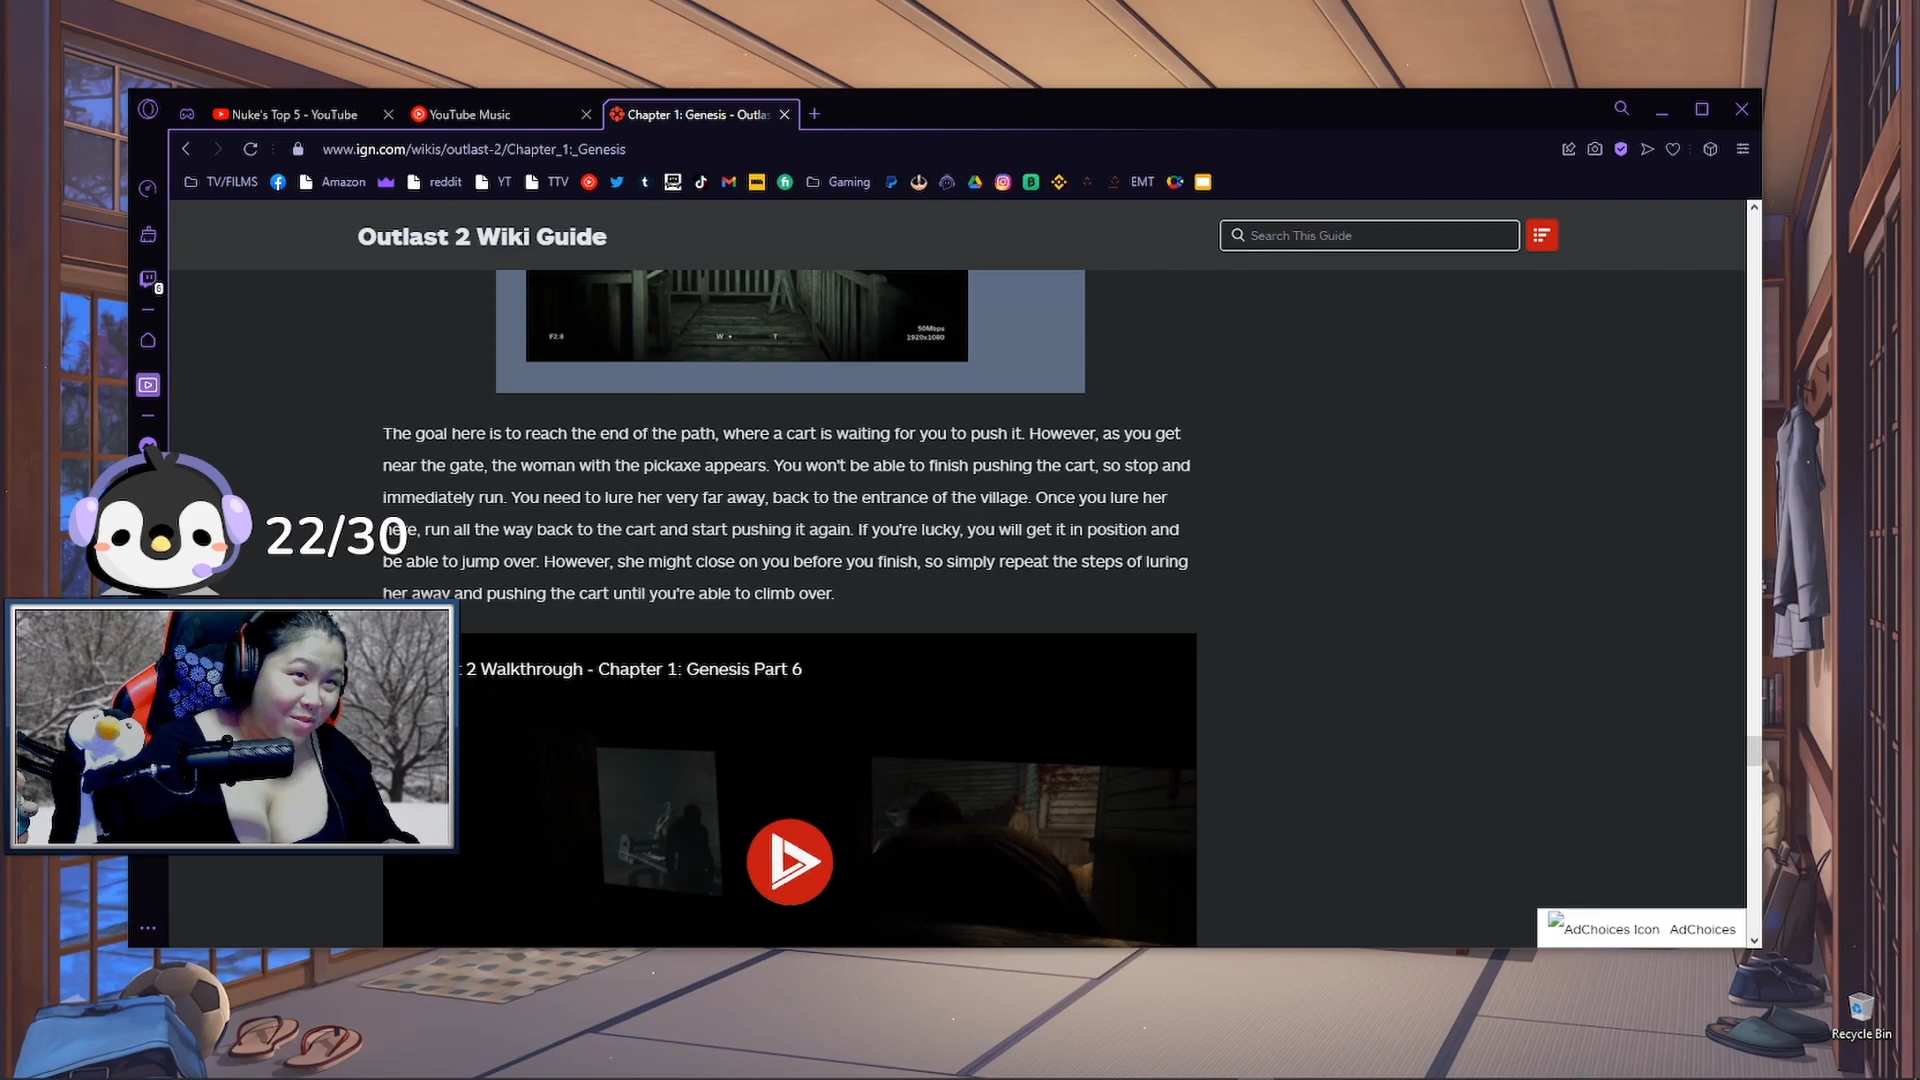 Nuke's Top 5 - YouTube
YouTube Music
Chapter 1: Genesis - Outlas
www.ign.com/wikis/outlast-2/Chapter_1:_Genesis
TV/FILMS Amazon reddit YT TTV Gaming EMT
6
Outlast 2 Wiki Guide
Search This Guide
F2.8
W T
50Mbps
1920x1080
The goal here is to reach the end of the path, where a cart is waiting for you to push it. However, as you get
near the gate, the woman with the pickaxe appears. You won't be able to finish pushing the cart, so stop and
immediately run. You need to lure her very far away, back to the entrance of the village. Once you lure her
here, run all the way back to the cart and start pushing it again. If you're lucky, you will get it in position and
be able to jump over. However, she might close on you before you finish, so simply repeat the steps of luring
her away and pushing the cart until you're able to climb over.
22/30
2 Walkthrough - Chapter 1: Genesis Part 6
AdChoices Icon AdChoices
Recycle Bin